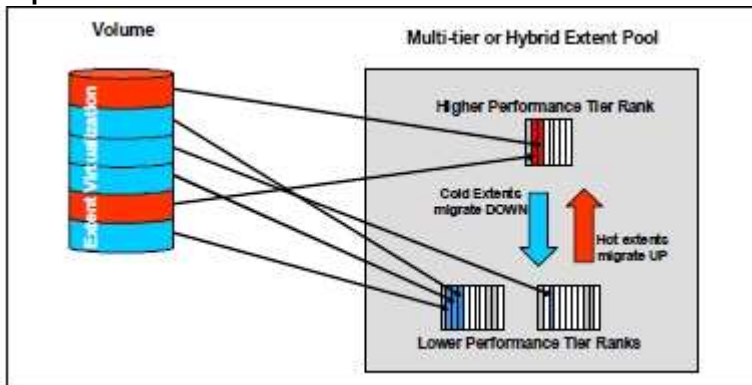 Volume
Multi-tier or Hybrid Extent Pool
Extent Virtualization
Higher Performance Tier Rank
Cold Extents
migrate DOWN
Hot extents
migrate UP
Lower Performance Tier Ranks